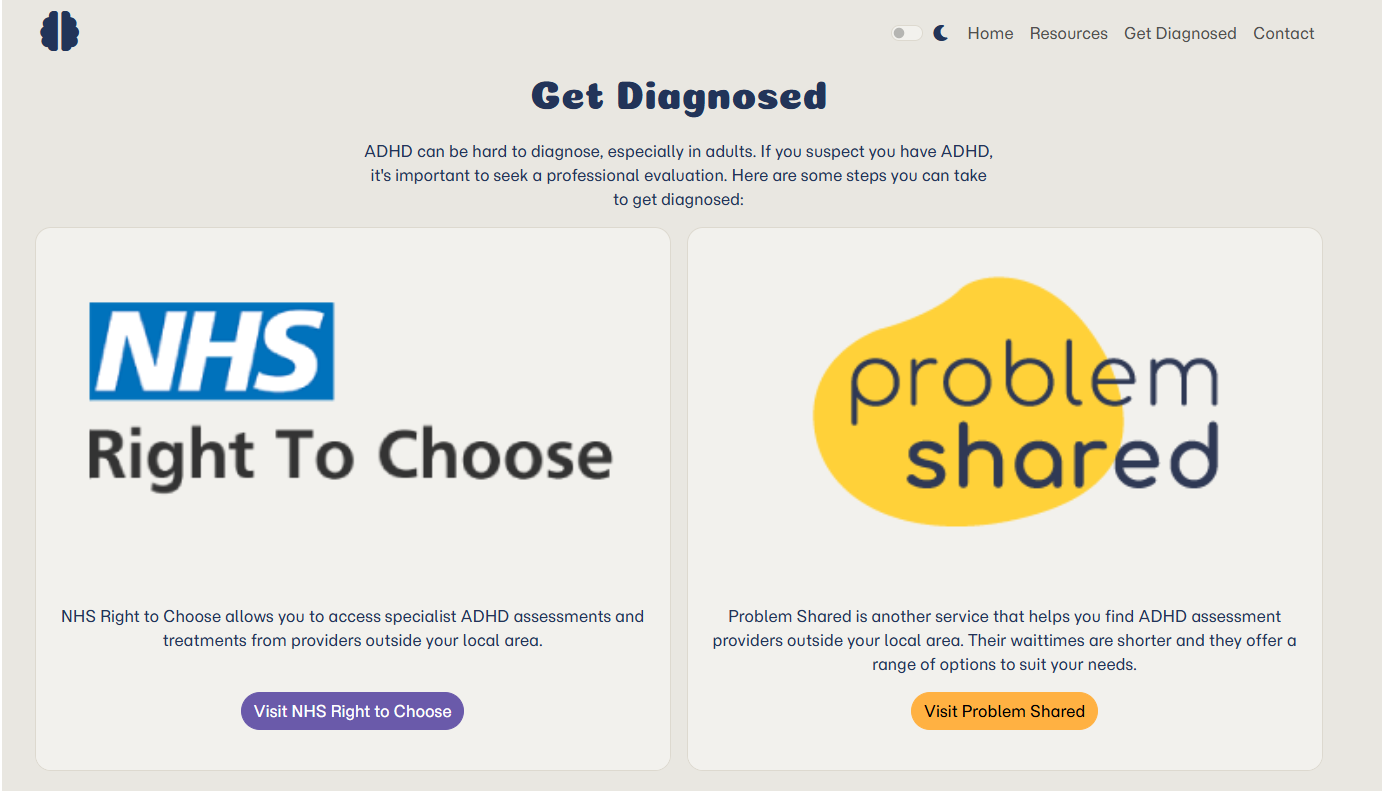 Home Resources Get Diagnosed Contact
Get Diagnosed
ADHD can be hard to diagnose, especially in adults. If you suspect you have ADHD,
it's important to seek a professional evaluation. Here are some steps you can take
to get diagnosed:
NHS
Right To Choose
NHS Right to Choose allows you to access specialist ADHD assessments and
treatments from providers outside your local area.
Visit NHS Right to Choose
problem
shared
Problem Shared is another service that helps you find ADHD assessment
providers outside your local area. Their waittimes are shorter and they offer a
range of options to suit your needs.
Visit Problem Shared